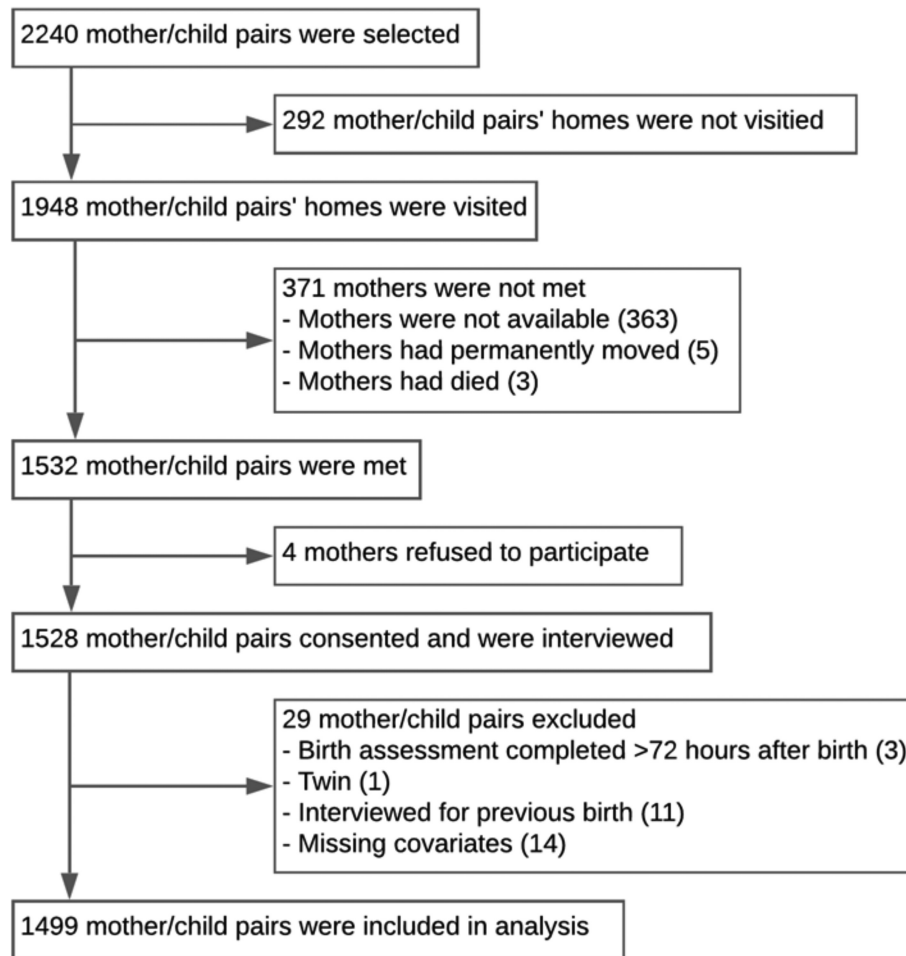 2240 mother/child pairs were selected
292 mother/child pairs' homes were not visitied
1948 mother/child pairs' homes were visited
371 mothers were not met
- Mothers were not available (363)
- Mothers had permanently moved (5)
- Mothers had died (3)
1532 mother/child pairs were met
4 mothers refused to participate
1528 mother/child pairs consented and were interviewed
29 mother/child pairs excluded
- Birth assessment completed >72 hours after birth (3)
- Twin (1)
- Interviewed for previous birth (11)
- Missing covariates (14)
1499 mother/child pairs were included in analysis